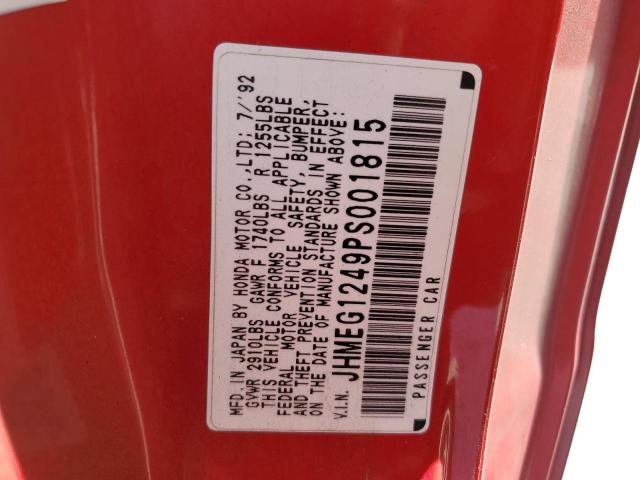 MFD. IN JAPAN BY HONDA MOTOR CO.,LTD; 7/'92
GVWR 2910LBS GAWR F 1740LBS R 1255LBS
THIS VEHICLE CONFORMS TO ALL APPLICABLE
FEDERAL MOTOR VEHICLE SAFETY, BUMPER,
AND THEFT PREVENTION STANDARDS IN EFFECT
ON THE DATE OF MANUFACTURE SHOWN ABOVE:
V.I.N. JHMEG1249PS001815
PASSENGER CAR